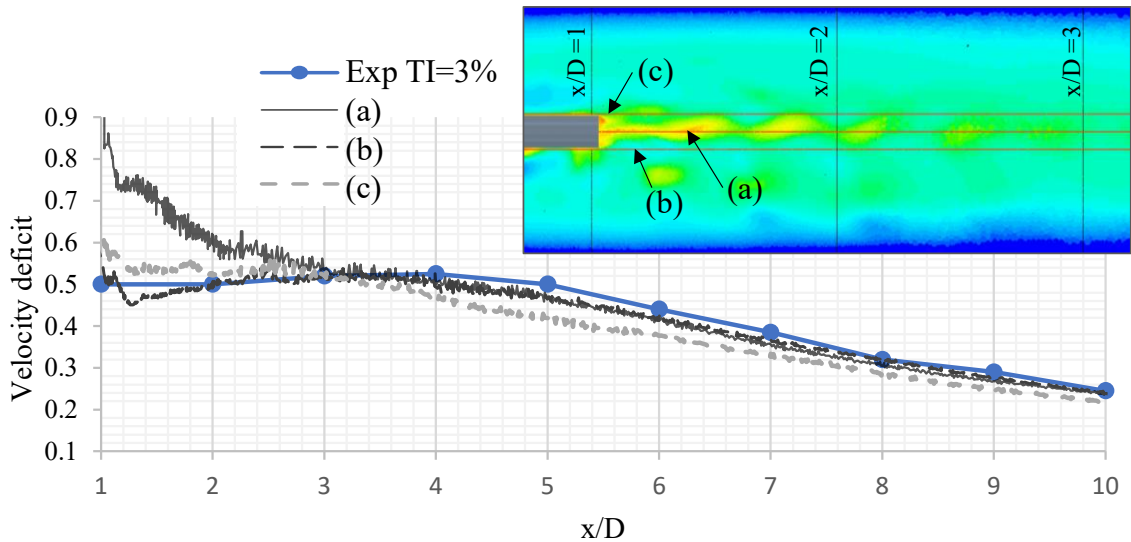 Exp TI=3%
(a)
(b)
(c)
x/D =1
x/D =2
x/D =3
(c)
(a)
(b)
0.9
0.8
0.7
0.6
0.5
0.4
0.3
0.2
0.1
Velocity deficit
1 2 3 4 5 6 7 8 9 10
x/D